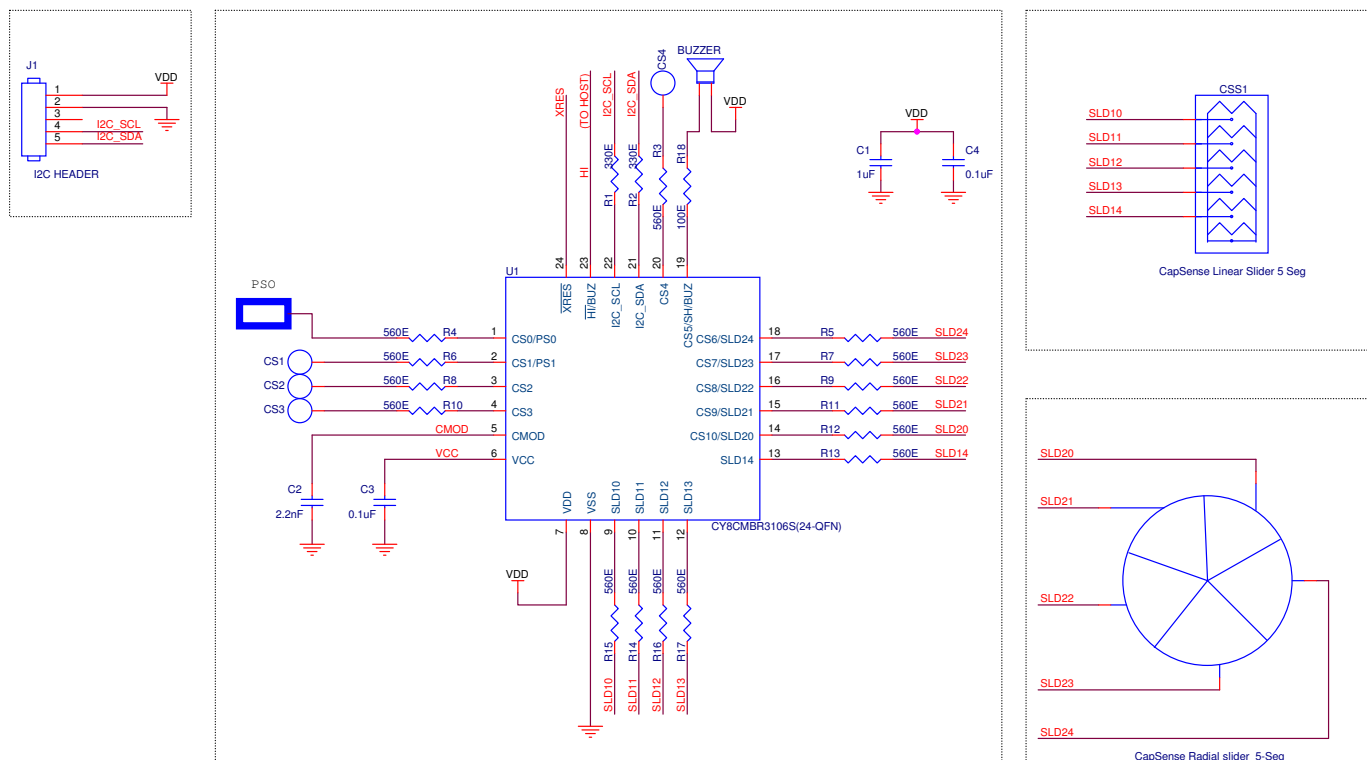 J1
1
VDD
2
3
4 I2C_SCL
5 I2C_SDA
I2C HEADER
BUZZER
CS4
VDD
XRES
HI (TO HOST)
I2C_SCL
I2C_SDA
R1 330E
R2 330E
R3 560E
R18 100E
VDD
C1
1uF
C4
0.1uF
24 23 22 21 20 19
U1
XRES
HI/BUZ
I2C_SCL
I2C_SDA
CS4
CS5/SH/BUZ
PSO
560E R4 1 CS0/PS0
CS1 560E R6 2 CS1/PS1
CS2 560E R8 3 CS2
CS3 560E R10 4 CS3
CMOD 5 CMOD
VCC 6 VCC
CS6/SLD24 18 R5 560E SLD24
CS7/SLD23 17 R7 560E SLD23
CS8/SLD22 16 R9 560E SLD22
CS9/SLD21 15 R11 560E SLD21
CS10/SLD20 14 R12 560E SLD20
SLD14 13 R13 560E SLD14
C2
2.2nF
C3
0.1uF
VDD
VSS
SLD10
SLD11
SLD12
SLD13
CY8CMBR3106S(24-QFN)
7 8 9 10 11 12
VDD
560E 560E 560E 560E
R15 R14 R16 R17
SLD10 SLD11 SLD12 SLD13
CSS1
SLD10
SLD11
SLD12
SLD13
SLD14
CapSense Linear Slider 5 Seg
SLD20
SLD21
SLD22
SLD23
SLD24
CapSense Radial slider 5-Seg